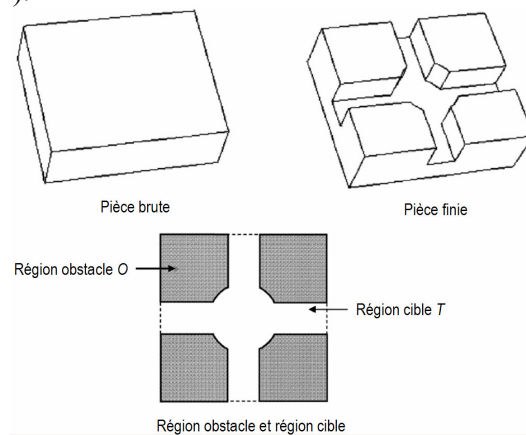 Pièce brute
Pièce finie
Région obstacle O
Région cible T
Région obstacle et région cible